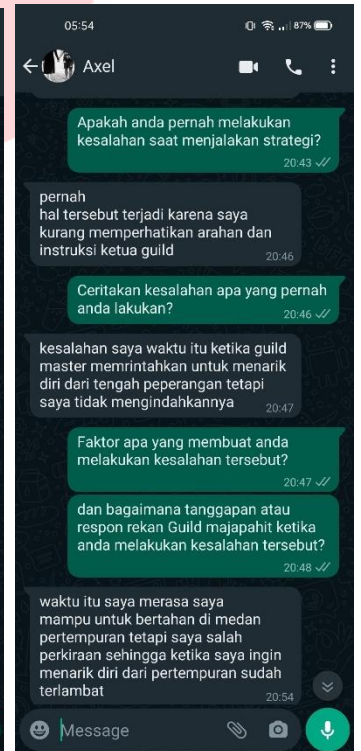 05:54
87%
Axel
Apakah anda pernah melakukan
kesalahan saat menjalakan strategi?
20:43
pernah
hal tersebut terjadi karena saya
kurang memperhatikan arahan dan
instruksi ketua guild
20:46
Ceritakan kesalahan apa yang pernah
anda lakukan?
20:46
kesalahan saya waktu itu ketika guild
master memrintahkan untuk menarik
diri dari tengah peperangan tetapi
saya tidak mengindahkannya
20:47
Faktor apa yang membuat anda
melakukan kesalahan tersebut?
20:47
dan bagaimana tanggapan atau
respon rekan Guild majapahit ketika
anda melakukan kesalahan tersebut?
20:48
waktu itu saya merasa saya
mampu untuk bertahan di medan
pertempuran tetapi saya salah
perkiraan sehingga ketika saya ingin
menarik diri dari pertempuran sudah
terlambat
20:54
Message